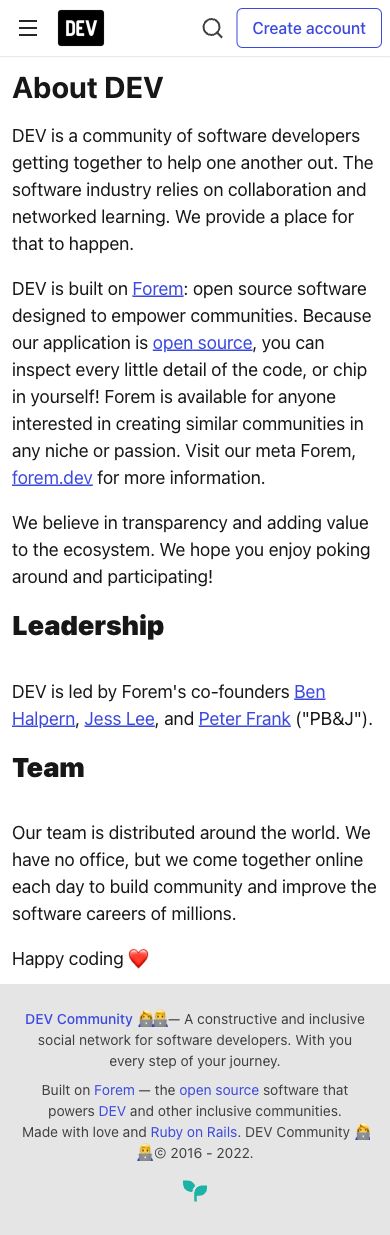 DEV
Create account
About DEV
DEV is a community of software developers
getting together to help one another out. The
software industry relies on collaboration and
networked learning. We provide a place for
that to happen.
DEV is built on Forem: open source software
designed to empower communities. Because
our application is open source, you can
inspect every little detail of the code, or chip
in yourself! Forem is available for anyone
interested in creating similar communities in
any niche or passion. Visit our meta Forem,
forem.dev for more information.
We believe in transparency and adding value
to the ecosystem. We hope you enjoy poking
around and participating!
Leadership
DEV is led by Forem's co-founders Ben
Halpern, Jess Lee, and Peter Frank ("PB&J").
Team
Our team is distributed around the world. We
have no office, but we come together online
each day to build community and improve the
software careers of millions.
Happy coding ❤️
DEV Community 👩‍💻👨‍💻— A constructive and inclusive
social network for software developers. With you
every step of your journey.
Built on Forem — the open source software that
powers DEV and other inclusive communities.
Made with love and Ruby on Rails. DEV Community 👩‍💻
👨‍💻© 2016 - 2022.